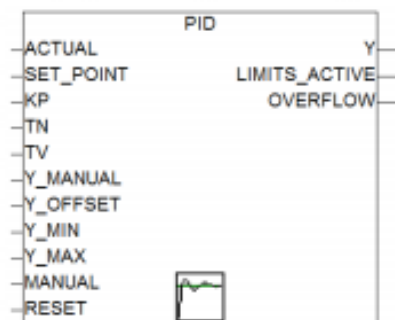 PID
ACTUAL Y
SET_POINT LIMITS_ACTIVE
KP OVERFLOW
TN
TV
Y_MANUAL
Y_OFFSET
Y_MIN
Y_MAX
MANUAL
RESET